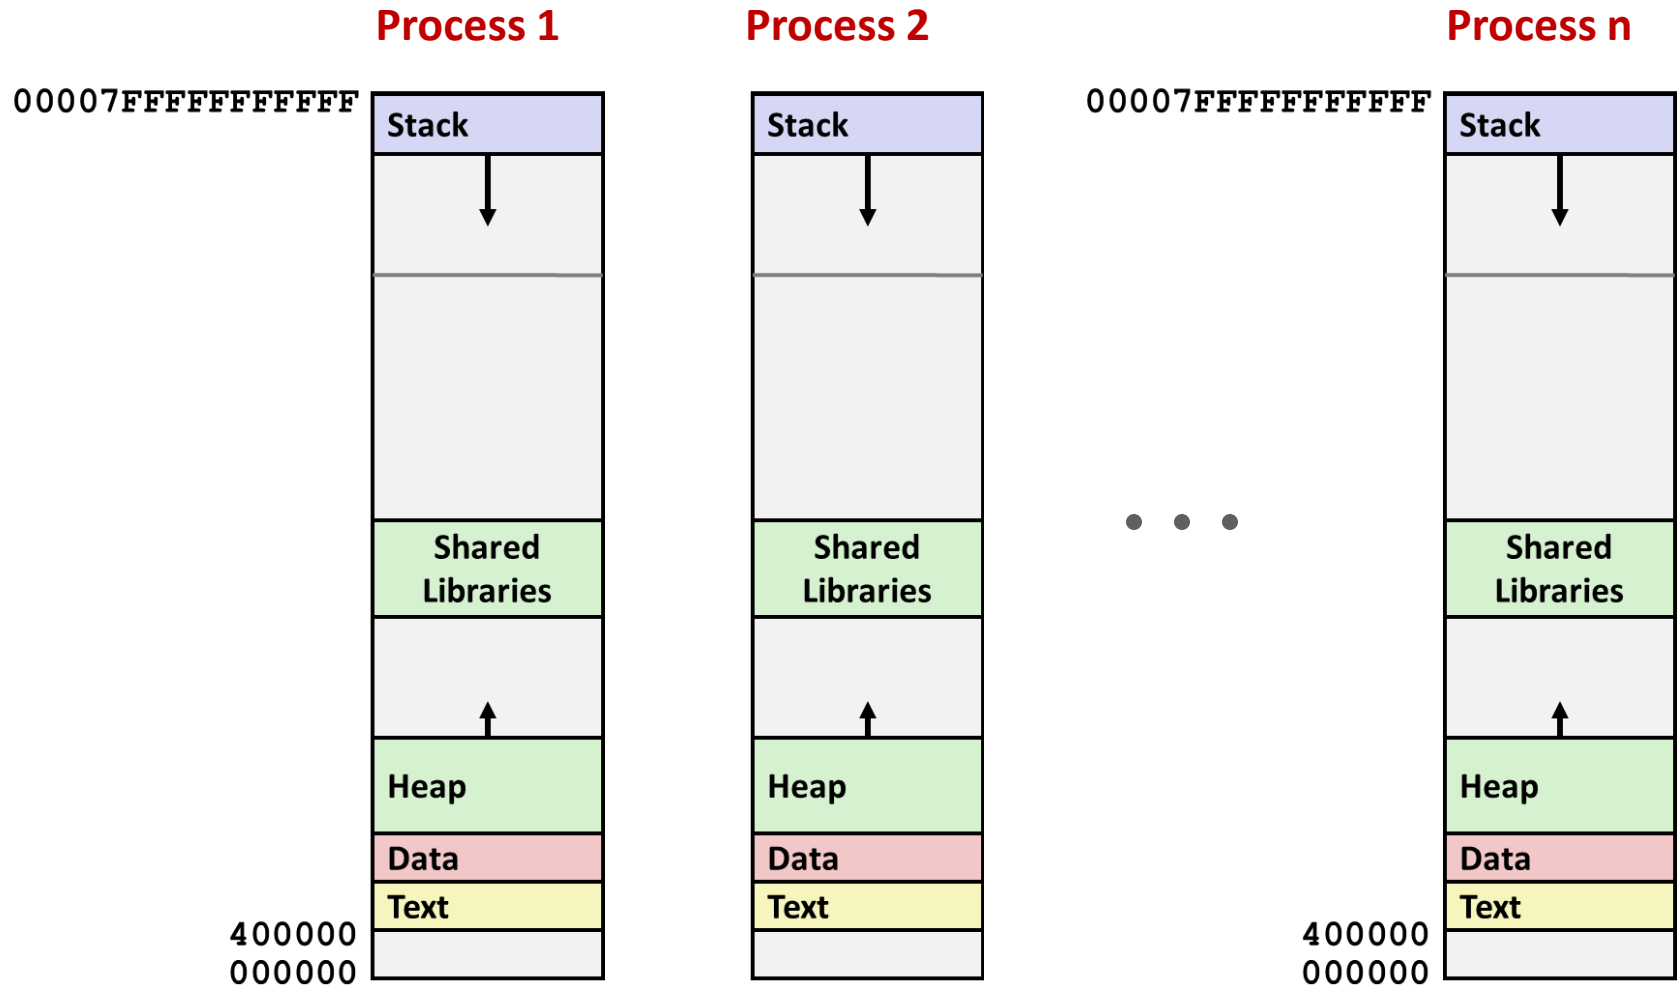 Process 1
Process 2
Process n
00007FFFFFFFFFFF
Stack
Stack
00007FFFFFFFFFFF
Stack
Shared
Libraries
Shared
Libraries
• • •
Shared
Libraries
Heap
Heap
Heap
Data
Data
Data
Text
Text
Text
400000
400000
000000
000000